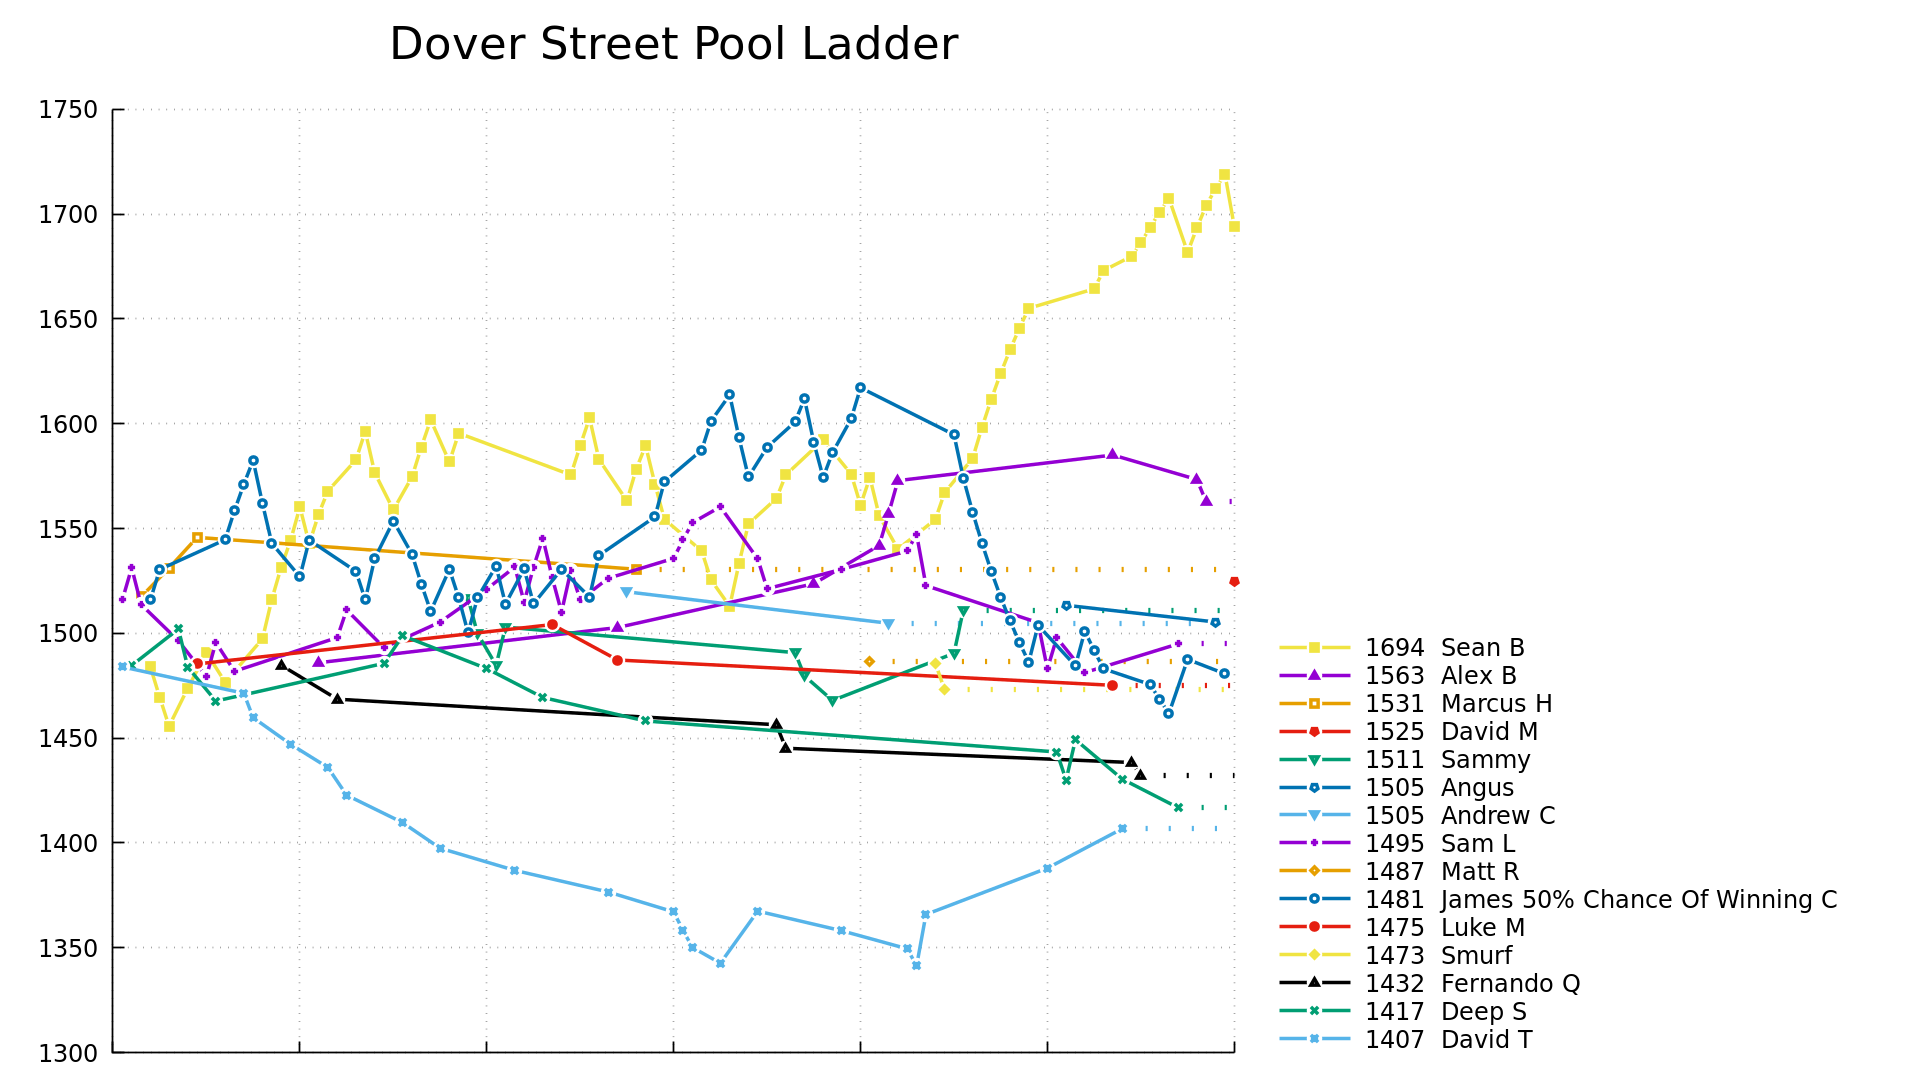 Dover Street Pool Ladder
1750
1700
1650
1600
1550
1500
1450
1400
1350
1300
1694 Sean B
1563 Alex B
1531 Marcus H
1525 David M
1511 Sammy
1505 Angus
1505 Andrew C
1495 Sam L
1487 Matt R
1481 James 50% Chance Of Winning C
1475 Luke M
1473 Smurf
1432 Fernando Q
1417 Deep S
1407 David T